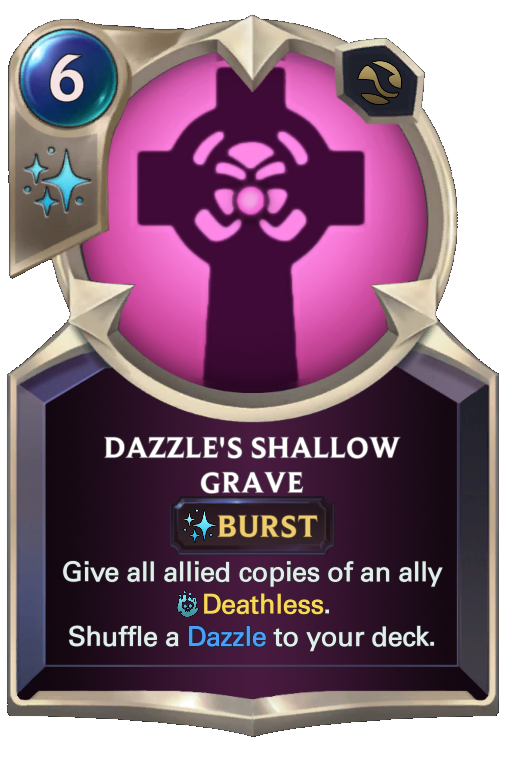 6
DAZZLE'S SHALLOW
GRAVE
BURST
Give all allied copies of an ally
Deathless.
Shuffle a Dazzle to your deck.